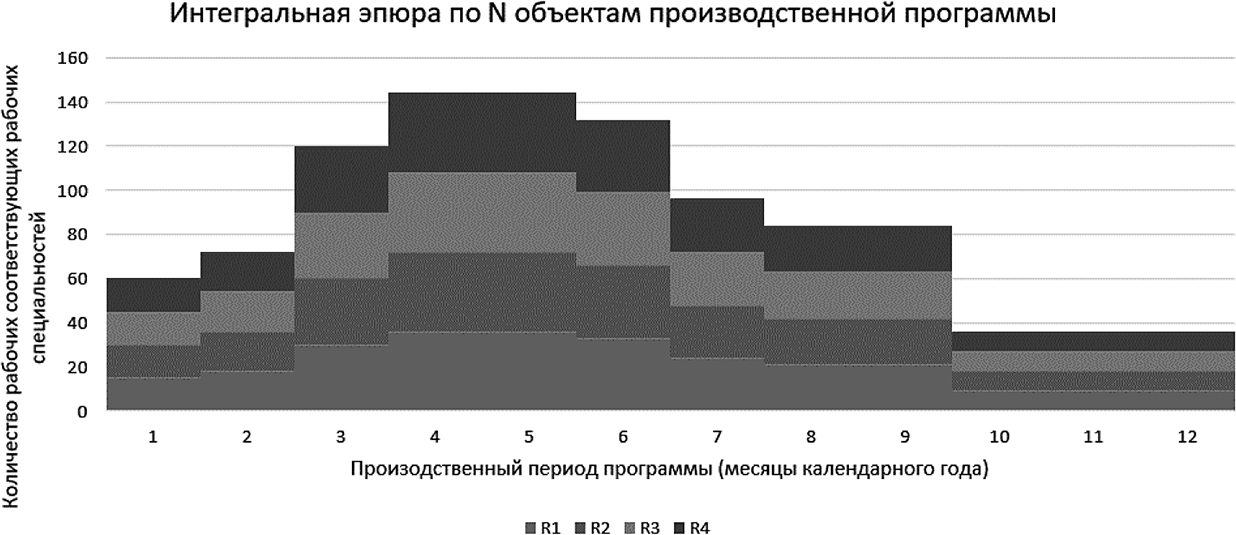 Интегральная эпюра по N объектам производственной программы
Количество рабочих соответствующих рабочих
специальностей
160
140
120
100
80
60
40
20
0
1 2 3 4 5 6 7 8 9 10 11 12
Произодственный период программы (месяцы календарного года)
R1 R2 R3 R4